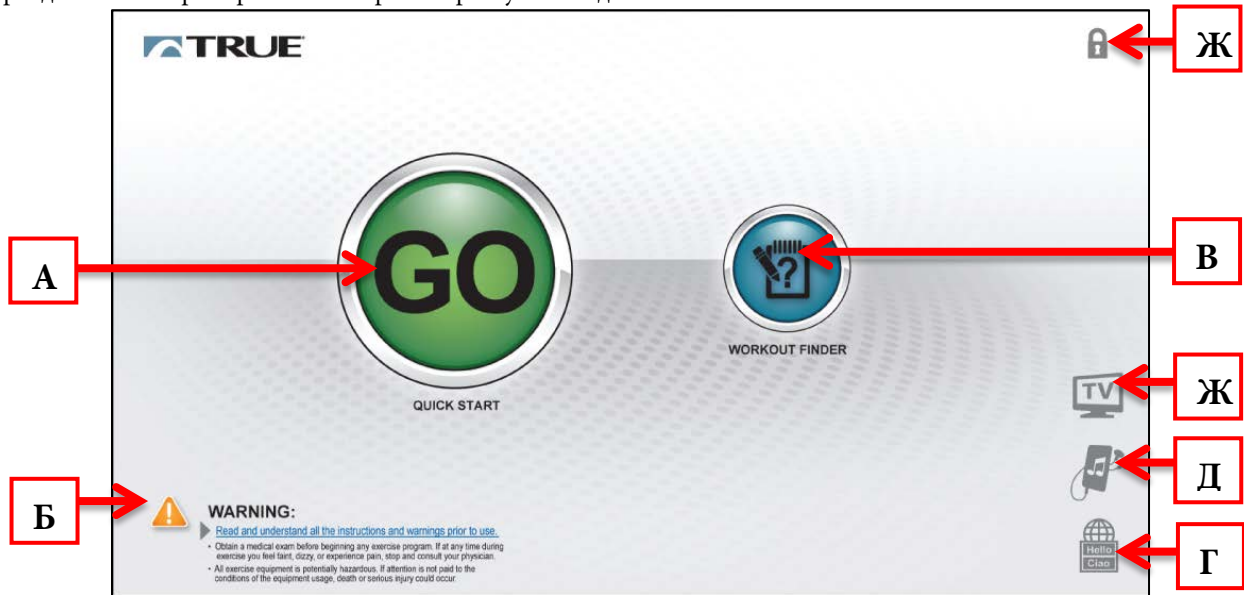 TRUE
Ж
GO
А
В
WORKOUT FINDER
QUICK START
TV
Ж
Д
Б
WARNING:
Read and understand all the instructions and warnings prior to use.
• Obtain a medical exam before beginning any exercise program. If at any time during
exercise you feel faint, dizzy, or experience pain, stop and consult your physician.
• All exercise equipment is potentially hazardous. If attention is not paid to the
conditions of the equipment usage, death or serious injury could occur.
Hello
Ciao
Г